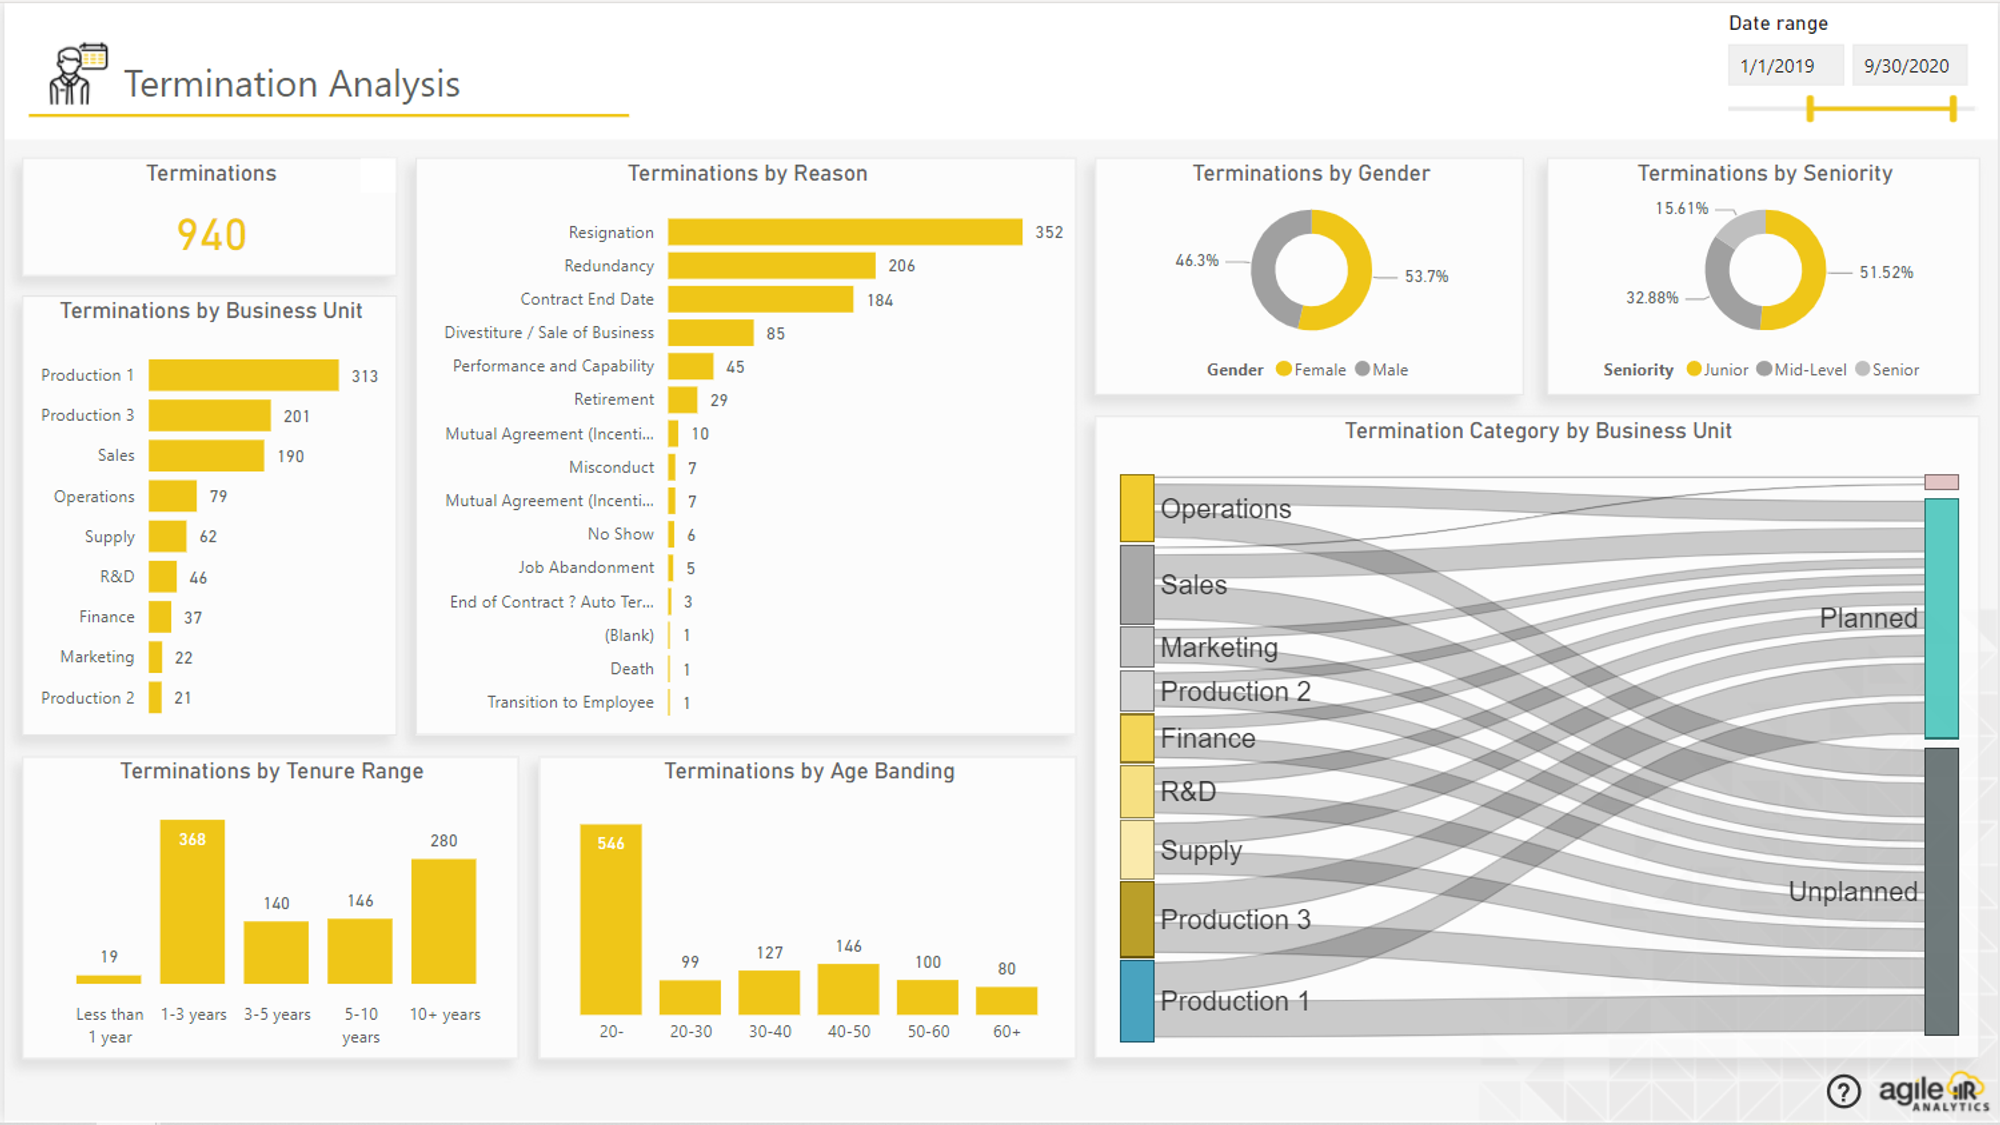 Date range
1/1/2019 9/30/2020
Termination Analysis
Terminations
940
Terminations by Business Unit
Production 1 313
Production 3 201
Sales 190
Operations 79
Supply 62
R&D 46
Finance 37
Marketing 22
Production 2 21
Terminations by Reason
Resignation 352
Redundancy 206
Contract End Date 184
Divestiture / Sale of Business 85
Performance and Capability 45
Retirement 29
Mutual Agreement (Incenti... 10
Misconduct 7
Mutual Agreement (Incenti... 7
No Show 6
Job Abandonment 5
End of Contract ? Auto Ter... 3
(Blank) 1
Death 1
Transition to Employee 1
Terminations by Gender
46.3%
53.7%
Gender Female Male
Terminations by Seniority
15.61%
51.52%
32.88%
Seniority Junior Mid-Level Senior
Termination Category by Business Unit
Operations
Sales
Marketing
Production 2
Finance
R&D
Supply
Production 3
Production 1
Planned
Unplanned
Terminations by Tenure Range
19
368
140
146
280
Less than 1-3 years 3-5 years 5-10 10+ years
1 year years
Terminations by Age Banding
546
99
127
146
100
80
20- 20-30 30-40 40-50 50-60 60+
?
agile R
ANALYTICS